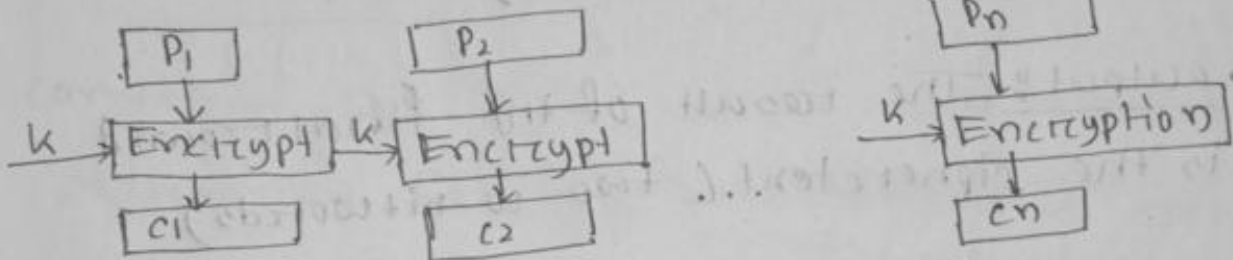 P1 P2 Pn
K Encrypt K Encrypt K Encryption
C1 C2 ... Cn